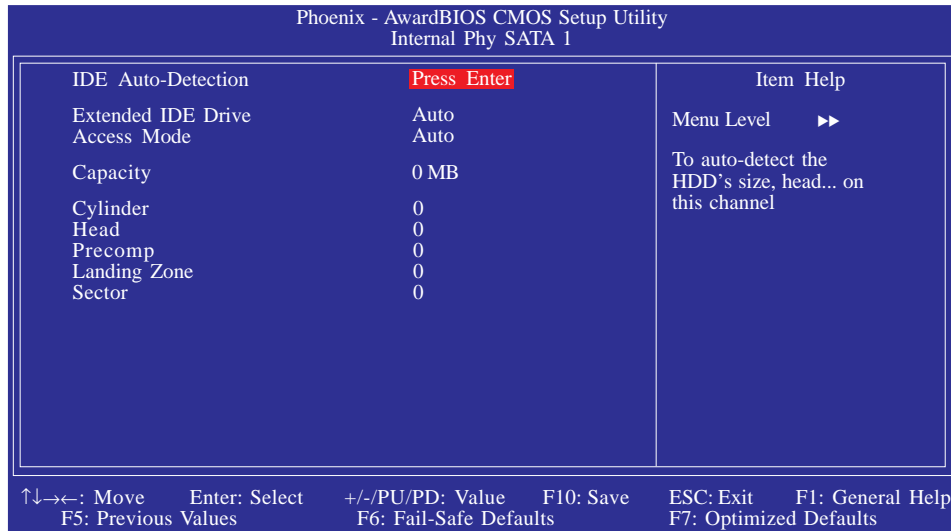 Phoenix - AwardBIOS CMOS Setup Utility
Internal Phy SATA 1
IDE Auto-Detection Press Enter
Extended IDE Drive Auto
Access Mode Auto
Capacity 0 MB
Cylinder 0
Head 0
Precomp 0
Landing Zone 0
Sector 0
Item Help
Menu Level ▸▸
To auto-detect the
HDD's size, head... on
this channel
↑↓→←: Move Enter: Select +/-/PU/PD: Value F10: Save ESC: Exit F1: General Help
F5: Previous Values F6: Fail-Safe Defaults F7: Optimized Defaults